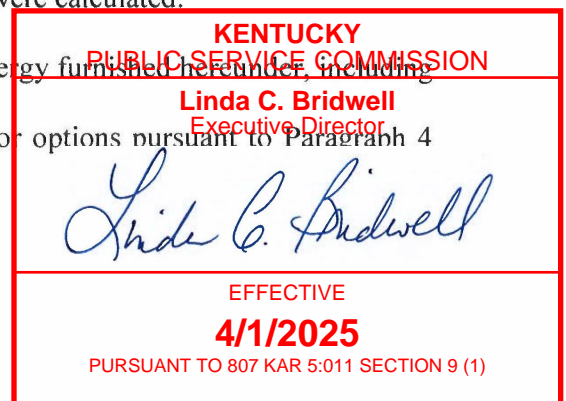 were calculated.
KENTUCKY
PUBLIC SERVICE COMMISSION
ergy furnished hereunder, including
Linda C. Bridwell
Executive Director
or options pursuant to Paragraph 4
Linda C. Bridwell
EFFECTIVE
4/1/2025
PURSUANT TO 807 KAR 5:011 SECTION 9 (1)